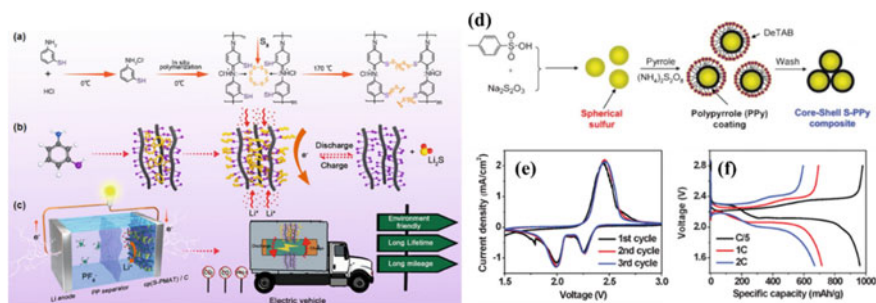 (a)
NH₂
SH
+
HCl
0℃
NH₂Cl
SH
In situ
polymerization
0℃
S₈
170 ℃
(b)
Discharge
Charge
e⁻
+
Li₂S
Li⁺ Li⁺
(c)
e⁻
e⁻
PF₆
Li⁺
Li anode
PP separator
cp(S-PMAT) / C
Environment
friendly
Long Lifetime
Long mileage
Electric vehicle
(d)
DeTAB
+
Na₂S₂O₃
Spherical
sulfur
Pyrrole
(NH₄)₂S₂O₈
Polypyrrole (PPy)
coating
Wash
Core-Shell S-PPy
composite
(e)
Current density (mA/cm²)
2
1
0
-1
1.5 2.0 2.5 3.0
Voltage (V)
1st cycle
2nd cycle
3rd cycle
(f)
Voltage (V)
2.8
2.4
2.0
1.6
0 200 400 600 800 1000
Specific capacity (mAh/g)
C/5
1C
2C